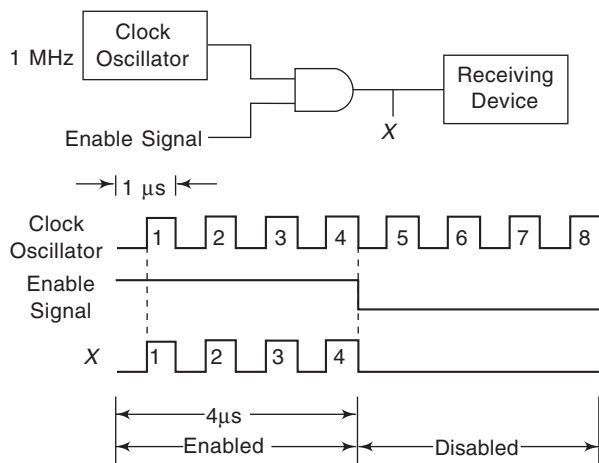 Clock
Oscillator
1 MHz
Receiving
Device
X
Enable Signal
1 μs
Clock
Oscillator
1 2 3 4 5 6 7 8
Enable
Signal
X
1 2 3 4
4μs
Enabled
Disabled